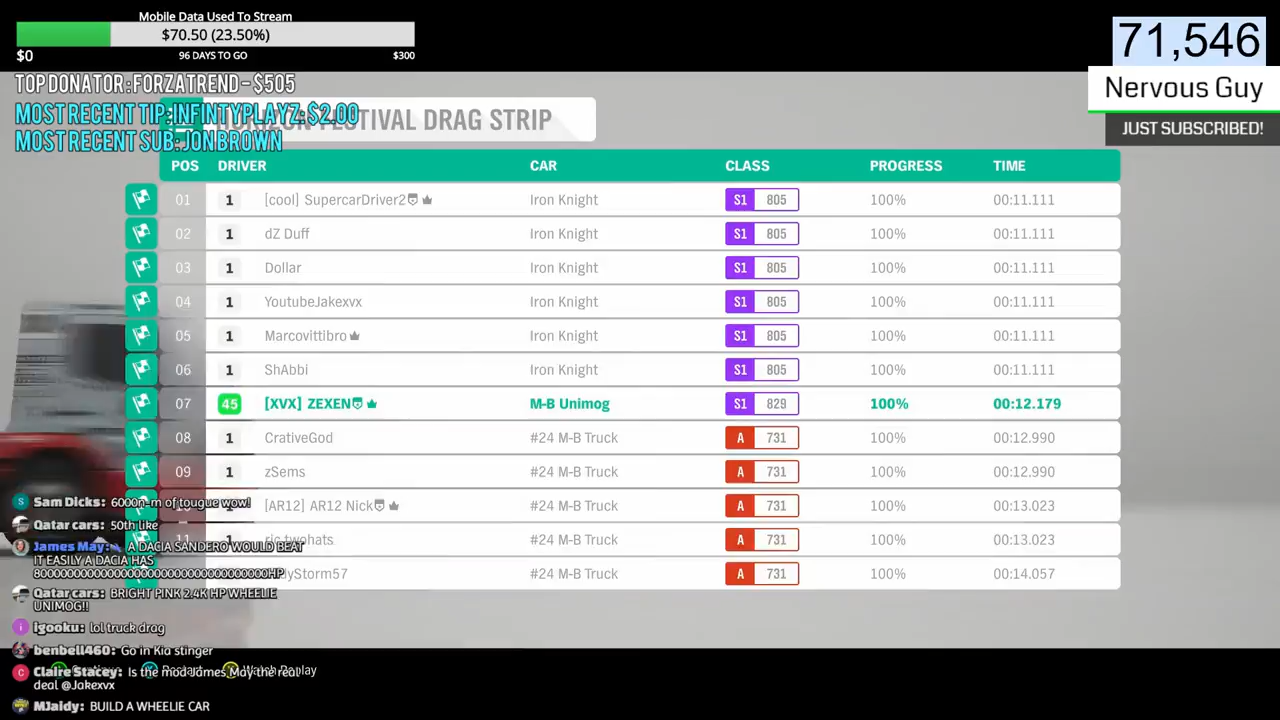 Mobile Data Used To Stream
$70.50 (23.50%)
$0 96 DAYS TO GO $300
71,546
Nervous Guy
JUST SUBSCRIBED!
TOP DONATOR: FORZATREND - $505
MOST RECENT TIP: INFINTYPLAYZ: $2.00
MOST RECENT SUB: JON BROWN
FESTIVAL DRAG STRIP
POS DRIVER CAR CLASS PROGRESS TIME
01 1 [cool] SupercarDriver2 Iron Knight S1 805 100% 00:11.111
02 1 dZ Duff Iron Knight S1 805 100% 00:11.111
03 1 Dollar Iron Knight S1 805 100% 00:11.111
04 1 YoutubeJakexvx Iron Knight S1 805 100% 00:11.111
05 1 Marcovittibro Iron Knight S1 805 100% 00:11.111
06 1 ShAbbi Iron Knight S1 805 100% 00:11.111
07 45 [XVX] ZEXEN M-B Unimog S1 829 100% 00:12.179
08 1 CrativeGod #24 M-B Truck A 731 100% 00:12.990
09 1 zSems #24 M-B Truck A 731 100% 00:12.990
1 [AR12] AR12 Nick #24 M-B Truck A 731 100% 00:13.023
11 1 twohats #24 M-B Truck A 731 100% 00:13.023
#24 M-B Truck A 731 100% 00:14.057
S Sam Dicks: 6000n-m of tougue wow!
Qatar cars: 50th like
James May: A DACIA SANDERO WOULD BEAT
IT EASILY A DACIA HAS
Qatar cars: BRIGHT PINK 2.4K HP WHEELIE
UNIMOG!!
i igooku: lol truck drag
benbell460: Go in Kia stinger
Restart Watch Replay
C Claire Stacey: Is the mod James May the real
deal @Jakexvx
MJaidy: BUILD A WHEELIE CAR